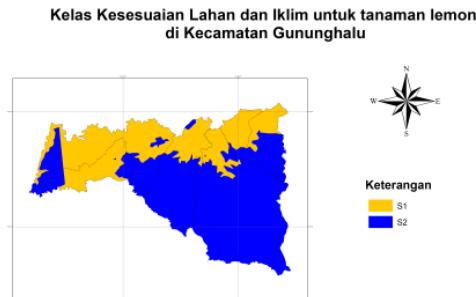 Kelas Kesesuaian Lahan dan Iklim untuk tanaman lemon
di Kecamatan Gununghalu
N
W E
S
Keterangan
S1
S2